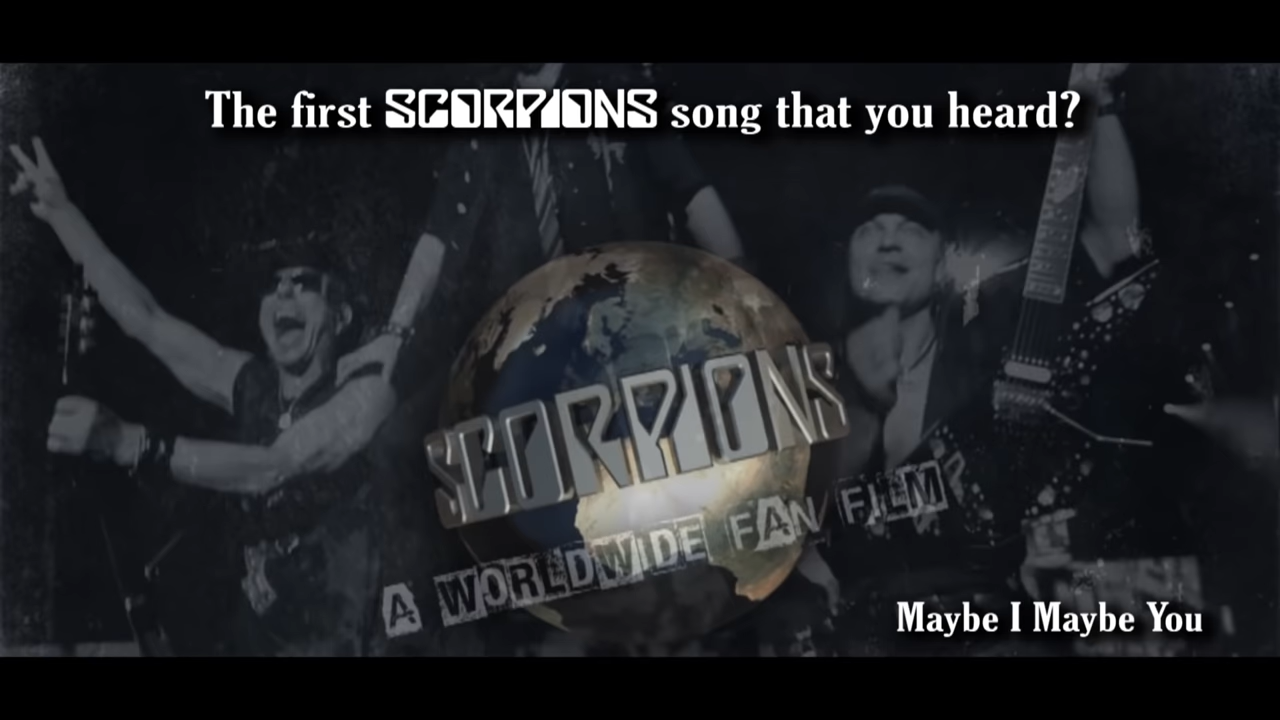 The first SCORPIONS song that you heard?
SCORPIONS
A WORLDWIDE FAN FILM
Maybe I Maybe You